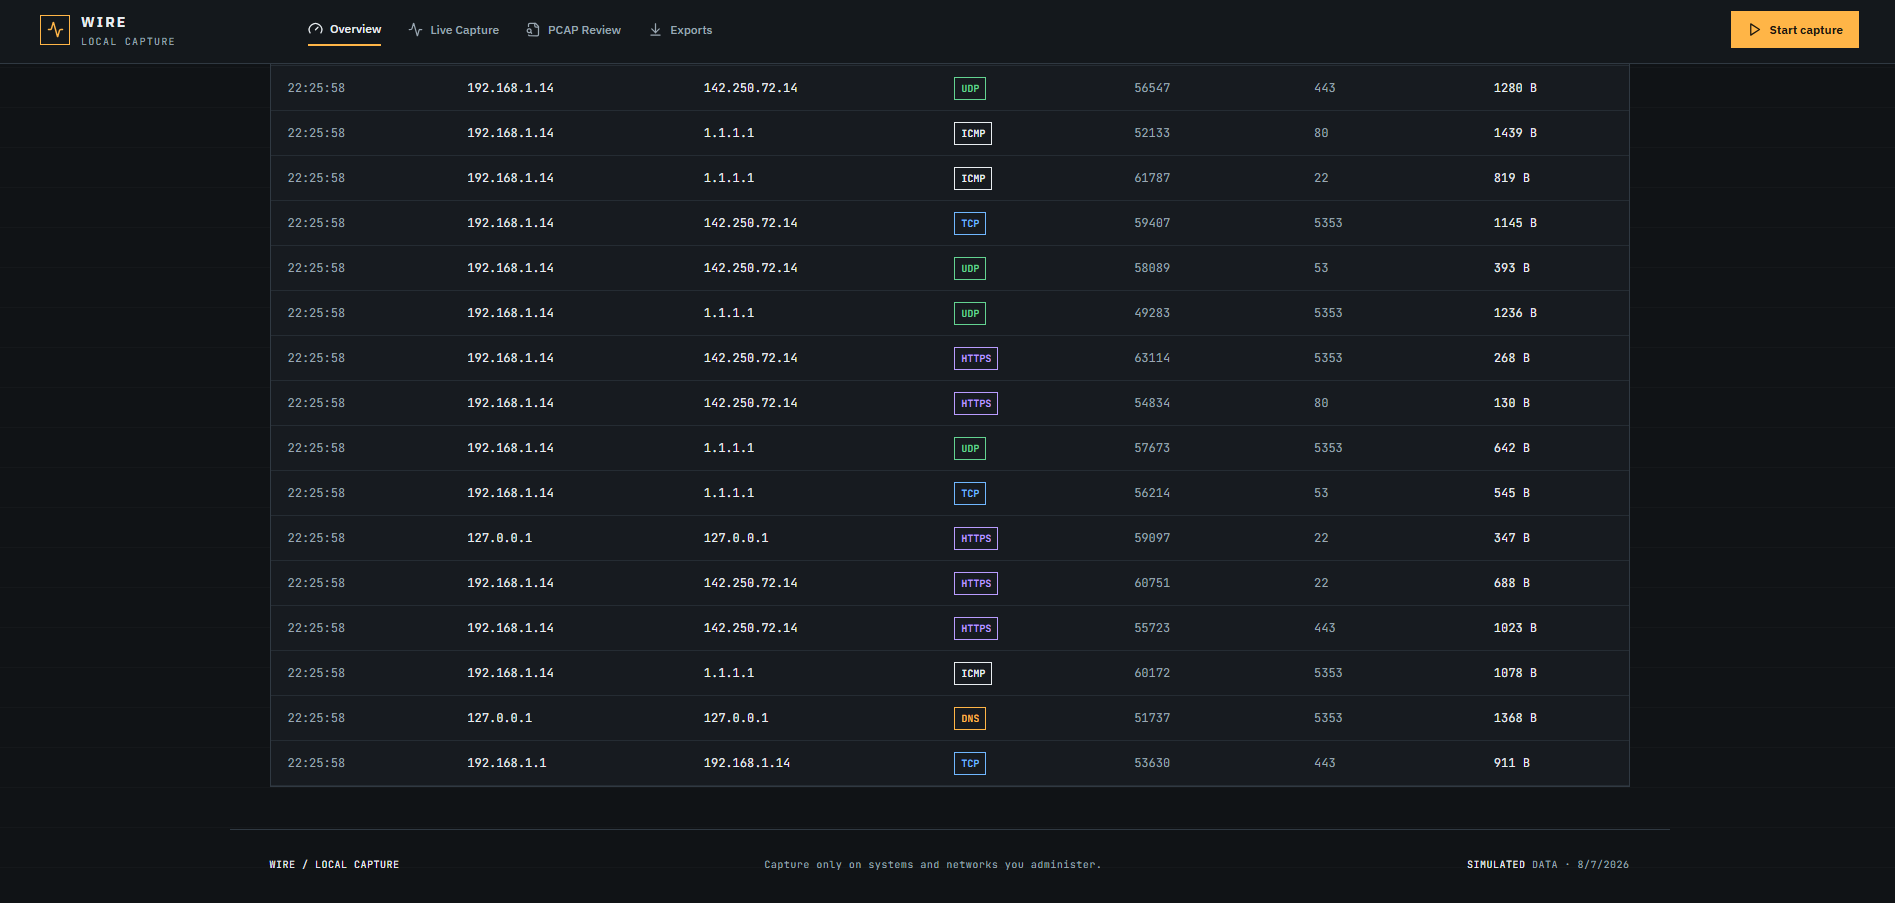 WIRE
LOCAL CAPTURE
Overview
Live Capture
PCAP Review
Exports
Start capture
22:25:58 192.168.1.14 142.250.72.14 UDP 56547 443 1280 B
22:25:58 192.168.1.14 1.1.1.1 ICMP 52133 80 1439 B
22:25:58 192.168.1.14 1.1.1.1 ICMP 61787 22 819 B
22:25:58 192.168.1.14 142.250.72.14 TCP 59407 5353 1145 B
22:25:58 192.168.1.14 142.250.72.14 UDP 58089 53 393 B
22:25:58 192.168.1.14 1.1.1.1 UDP 49283 5353 1236 B
22:25:58 192.168.1.14 142.250.72.14 HTTPS 63114 5353 268 B
22:25:58 192.168.1.14 142.250.72.14 HTTPS 54834 80 130 B
22:25:58 192.168.1.14 1.1.1.1 UDP 57673 5353 642 B
22:25:58 192.168.1.14 1.1.1.1 TCP 56214 53 545 B
22:25:58 127.0.0.1 127.0.0.1 HTTPS 59097 22 347 B
22:25:58 192.168.1.14 142.250.72.14 HTTPS 60751 22 688 B
22:25:58 192.168.1.14 142.250.72.14 HTTPS 55723 443 1023 B
22:25:58 192.168.1.14 1.1.1.1 ICMP 60172 5353 1078 B
22:25:58 127.0.0.1 127.0.0.1 DNS 51737 5353 1368 B
22:25:58 192.168.1.1 192.168.1.14 TCP 53630 443 911 B
WIRE / LOCAL CAPTURE
Capture only on systems and networks you administer.
SIMULATED DATA · 8/7/2026